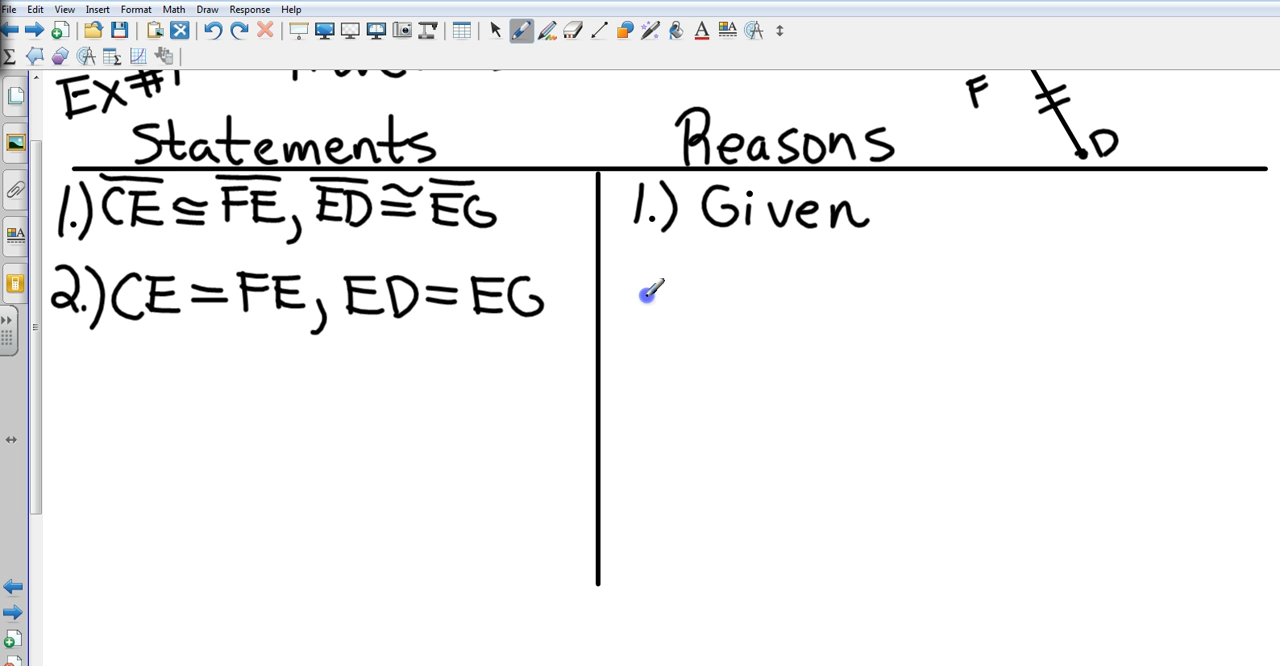 File Edit View Insert Format Math Draw Response Help
Ex#1
F
D
Statements Reasons
1.) CE ≅ FE, ED ≅ EG 1.) Given
2.) CE = FE, ED = EG